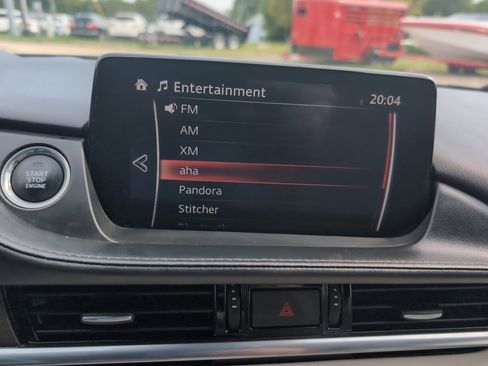 Entertainment
20:04
FM
AM
XM
aha
Pandora
Stitcher
START
STOP
ENGINE